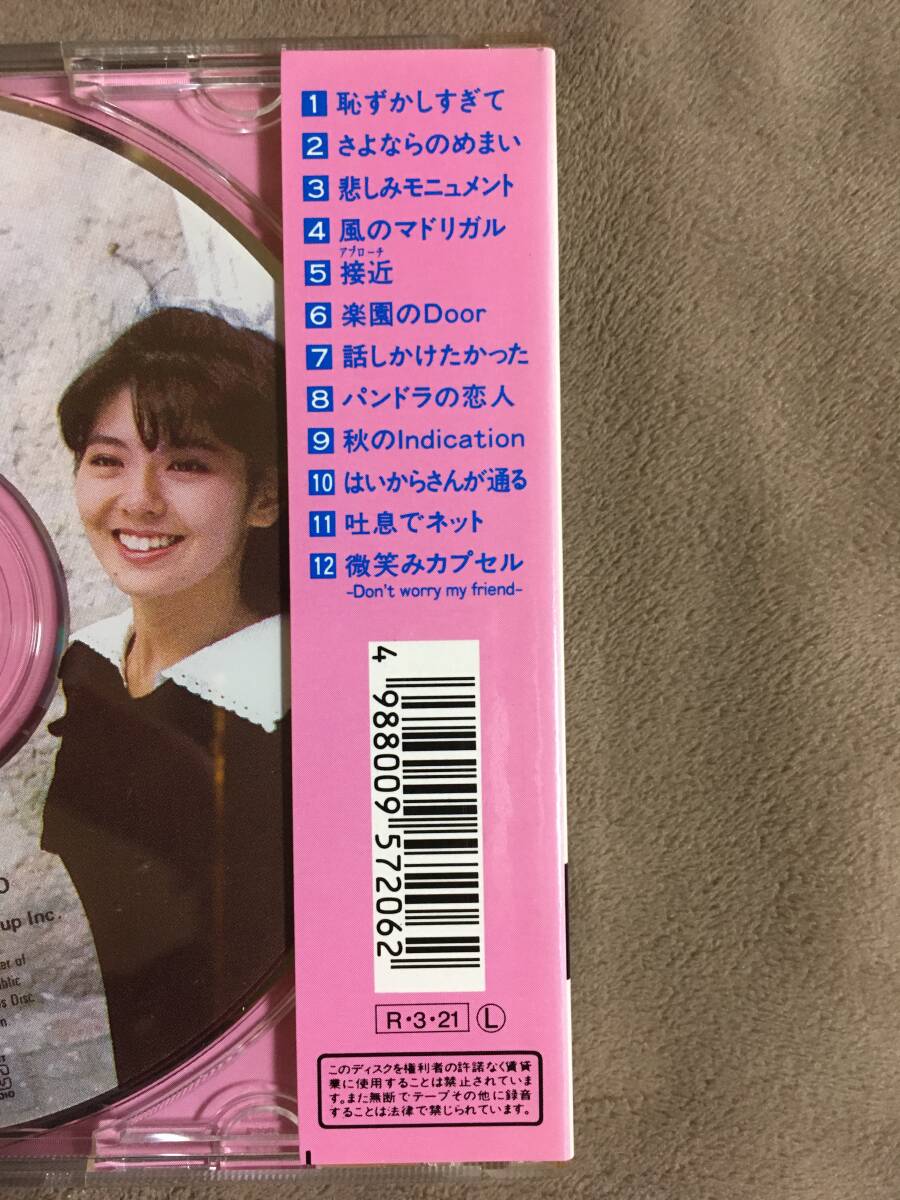 1 恥ずかしすぎて
2 さよならのめまい
3 悲しみモニュメント
4 風のマドリガル
アプローチ
5 接近
6 楽園のDoor
7 話しかけたかった
8 パンドラの恋人
9 秋のIndication
10 はいからさんが通る
11 吐息でネット
12 微笑みカプセル
-Don't worry my friend-
4 988009 572062
R・3・21 L
このディスクを権利者の許諾なく賃貸
業に使用することは禁止されていま
す。また無断でテープその他に録音
することは法律で禁じられています。
up Inc.
of
Disc